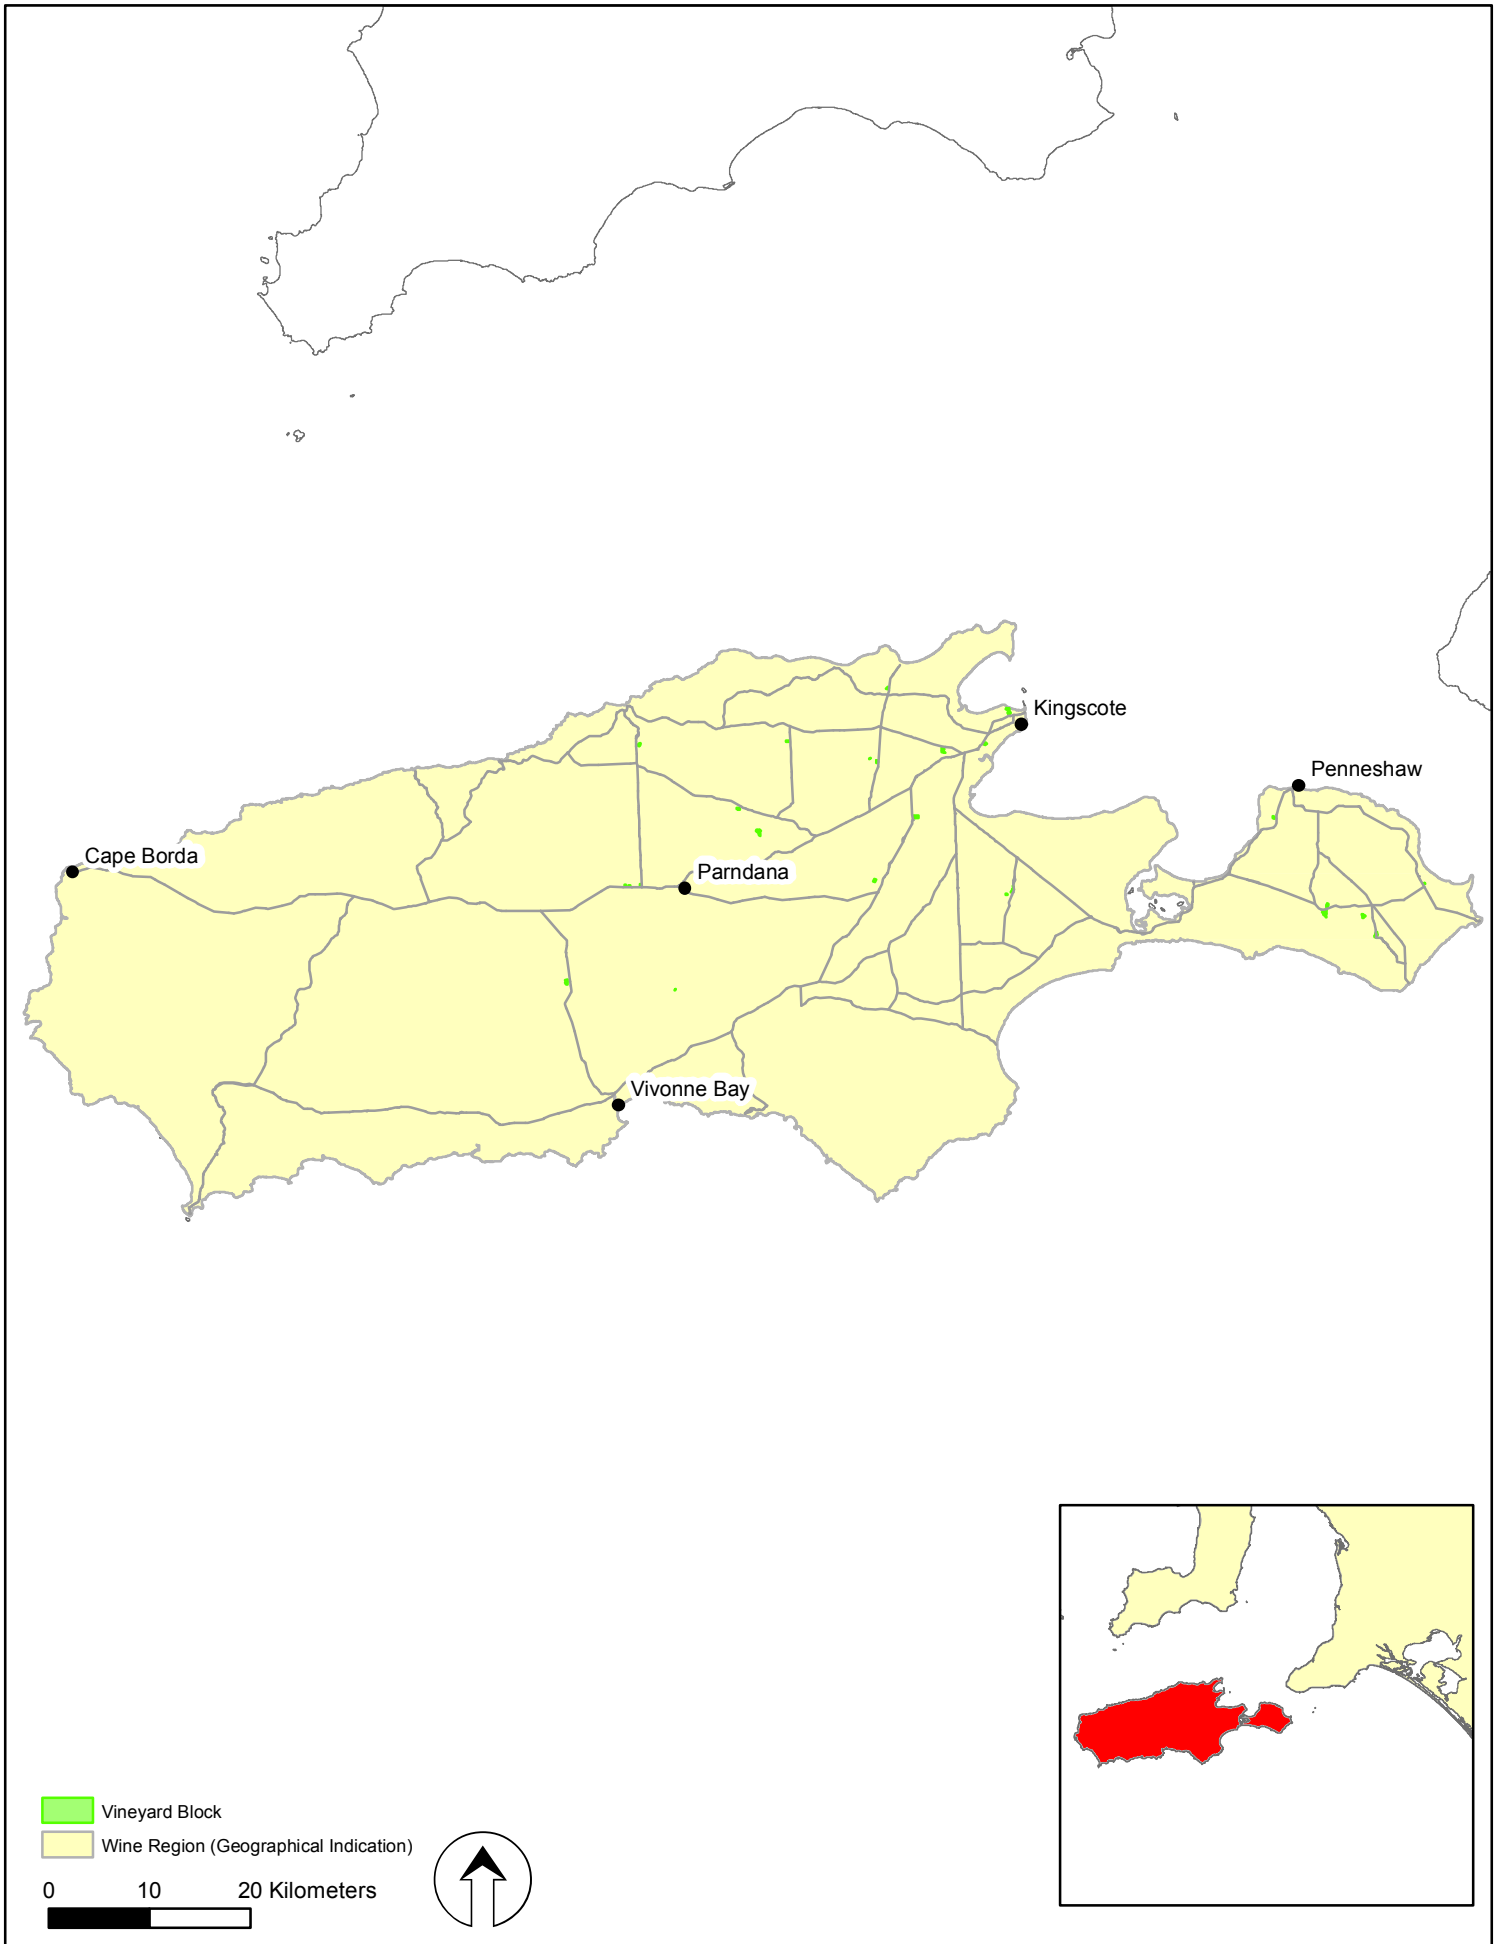 Kingscote
Penneshaw
Cape Borda
Parndana
Vivonne Bay
Vineyard Block
Wine Region (Geographical Indication)
0 10 20 Kilometers